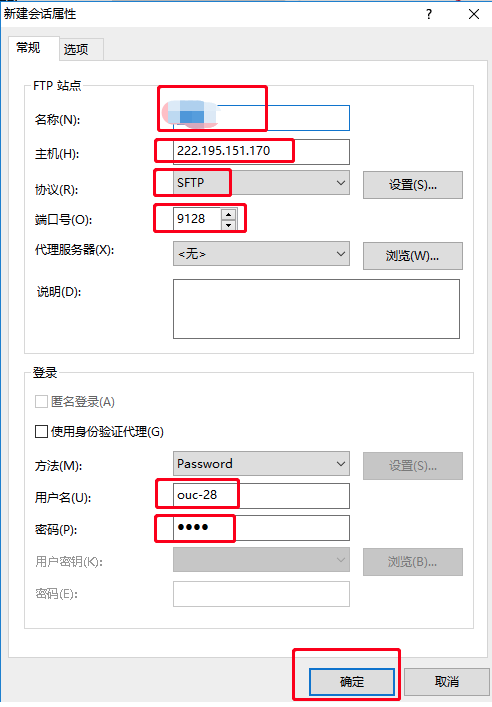 新建会话属性
常规 选项
FTP 站点
名称(N):
主机(H): 222.195.151.170
协议(R): SFTP 设置(S)...
端口号(O): 9128
代理服务器(X): <无> 浏览(W)...
说明(D):
登录
匿名登录(A)
使用身份验证代理(G)
方法(M): Password 设置(S)...
用户名(U): ouc-28
密码(P): ●●●●
用户密钥(K): 浏览(B)...
密码(E):
确定 取消